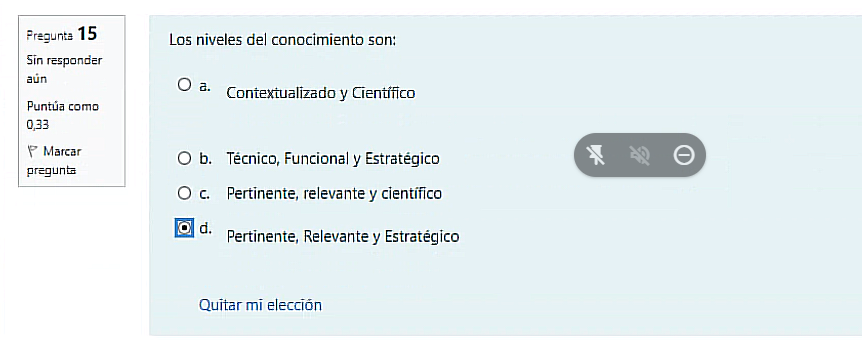 Pregunta 15
Sin responder
aún
Puntúa como
0,33
Marcar
pregunta
Los niveles del conocimiento son:
a. Contextualizado y Científico
b. Técnico, Funcional y Estratégico
c. Pertinente, relevante y científico
d. Pertinente, Relevante y Estratégico
Quitar mi elección